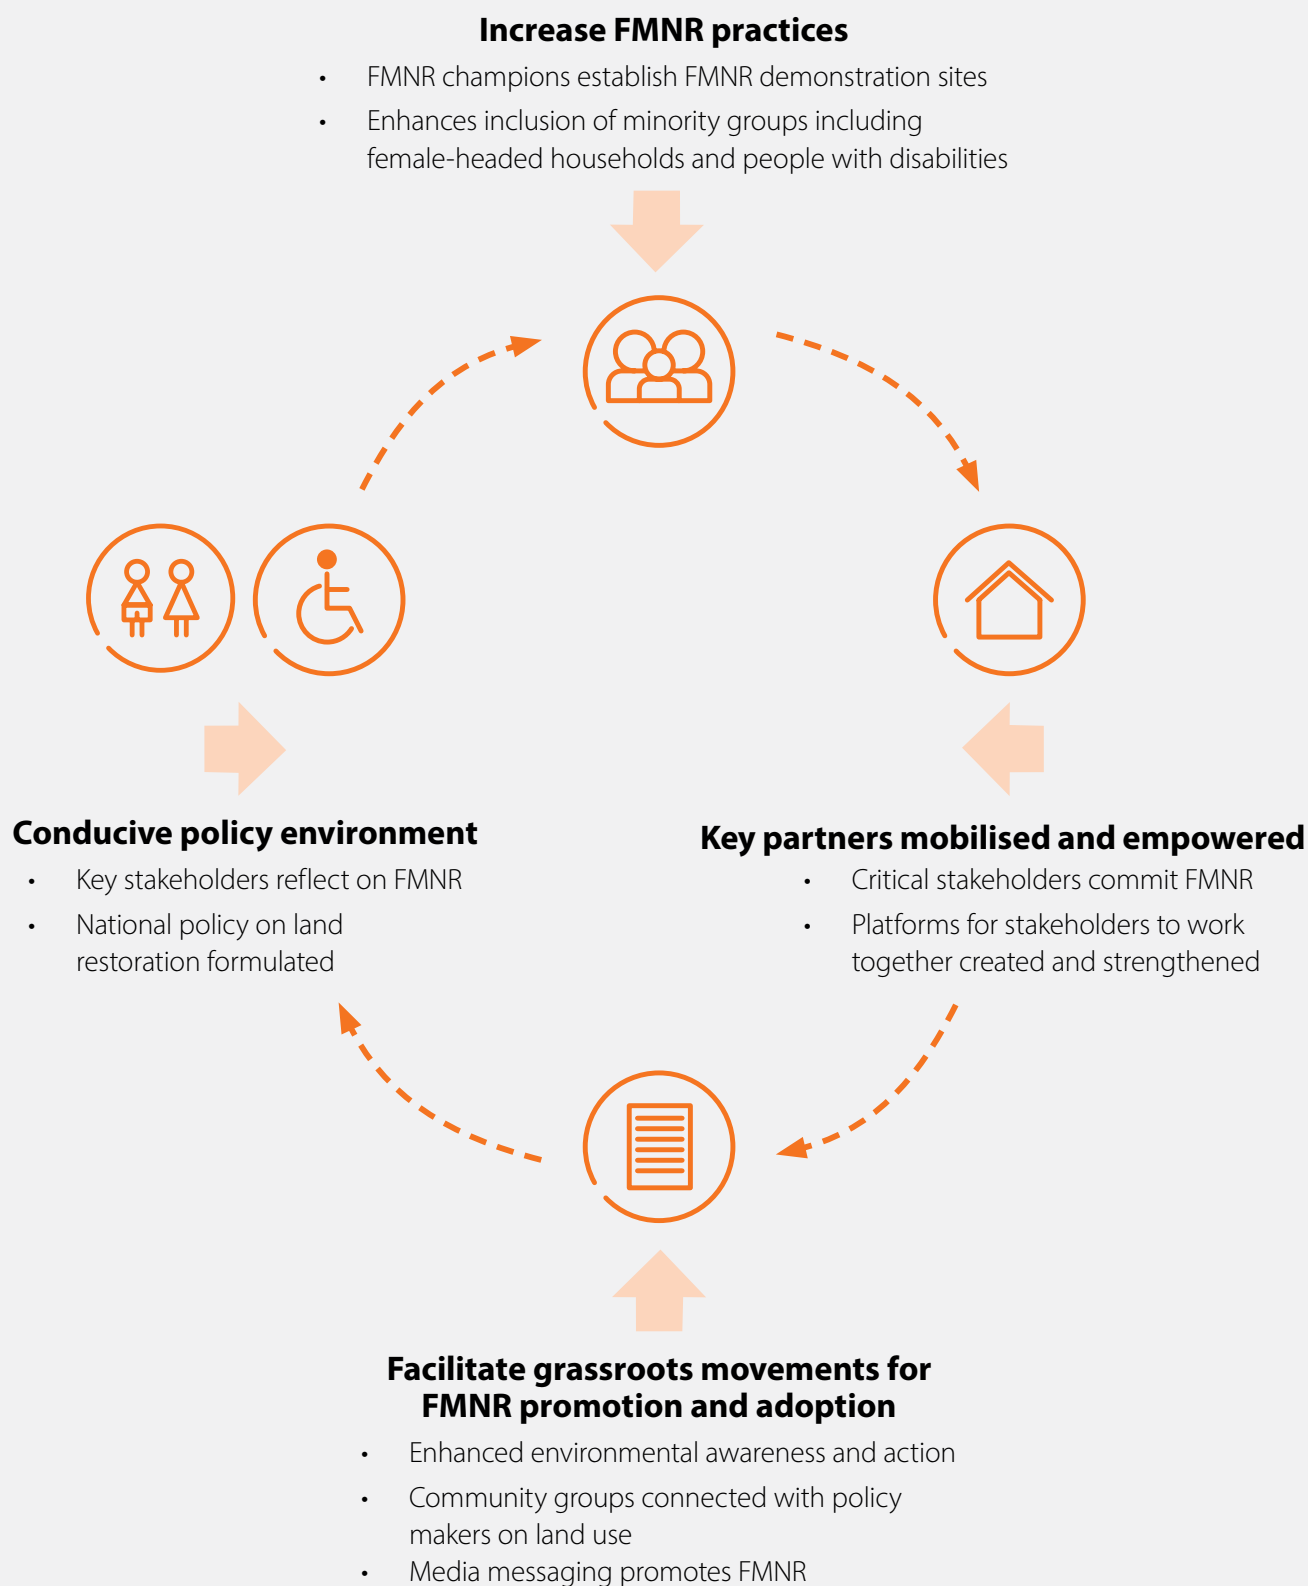 Increase FMNR practices
• FMNR champions establish FMNR demonstration sites
• Enhances inclusion of minority groups including
female-headed households and people with disabilities
Conducive policy environment
• Key stakeholders reflect on FMNR
• National policy on land
restoration formulated
Key partners mobilised and empowered
• Critical stakeholders commit FMNR
• Platforms for stakeholders to work
together created and strengthened
Facilitate grassroots movements for
FMNR promotion and adoption
• Enhanced environmental awareness and action
• Community groups connected with policy
makers on land use
• Media messaging promotes FMNR